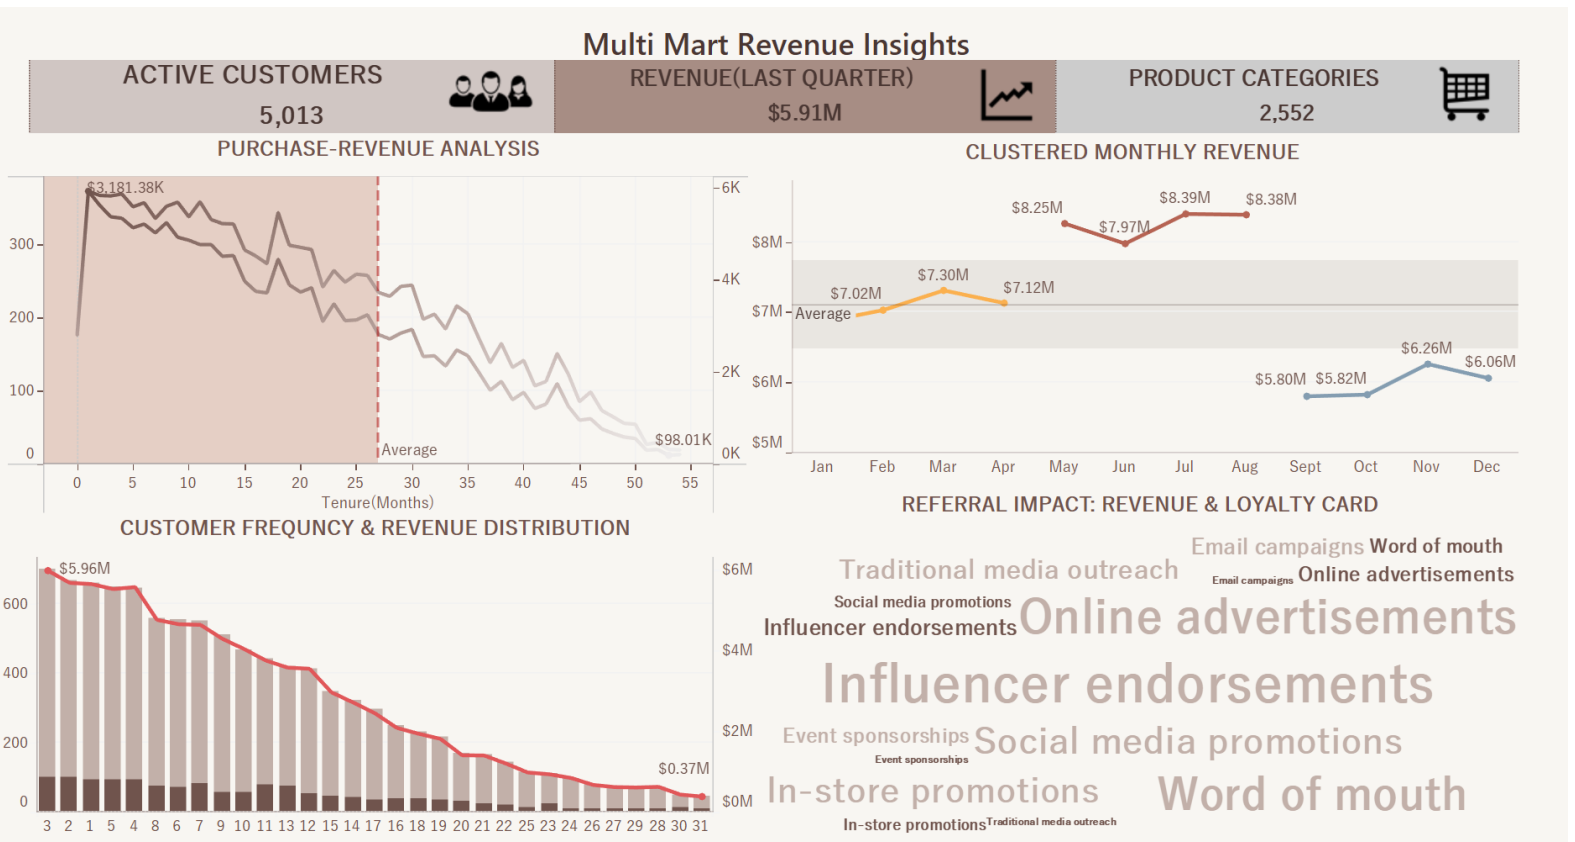 Multi Mart Revenue Insights
ACTIVE CUSTOMERS
5,013
REVENUE(LAST QUARTER)
$5.91M
PRODUCT CATEGORIES
2,552
PURCHASE-REVENUE ANALYSIS
$3,181.38K
6K
300
4K
200
2K
100
$98.01K
0
0K
Average
0 5 10 15 20 25 30 35 40 45 50 55
Tenure(Months)
CLUSTERED MONTHLY REVENUE
$8.25M
$7.97M
$8.39M
$8.38M
$8M
$7.02M
$7.30M
$7.12M
$7M
Average
$6.26M
$6.06M
$5.80M
$5.82M
$6M
$5M
Jan Feb Mar Apr May Jun Jul Aug Sept Oct Nov Dec
CUSTOMER FREQUNCY & REVENUE DISTRIBUTION
$5.96M
$6M
600
$4M
400
$2M
200
$0.37M
0
$0M
3 2 1 5 4 8 6 7 9 10 11 13 12 15 14 17 16 18 19 20 21 22 25 23 24 26 27 29 28 30 31
REFERRAL IMPACT: REVENUE & LOYALTY CARD
Email campaigns
Word of mouth
Traditional media outreach
Email campaigns
Online advertisements
Social media promotions
Online advertisements
Influencer endorsements
Influencer endorsements
Event sponsorships
Social media promotions
Event sponsorships
In-store promotions
Word of mouth
In-store promotions
Traditional media outreach